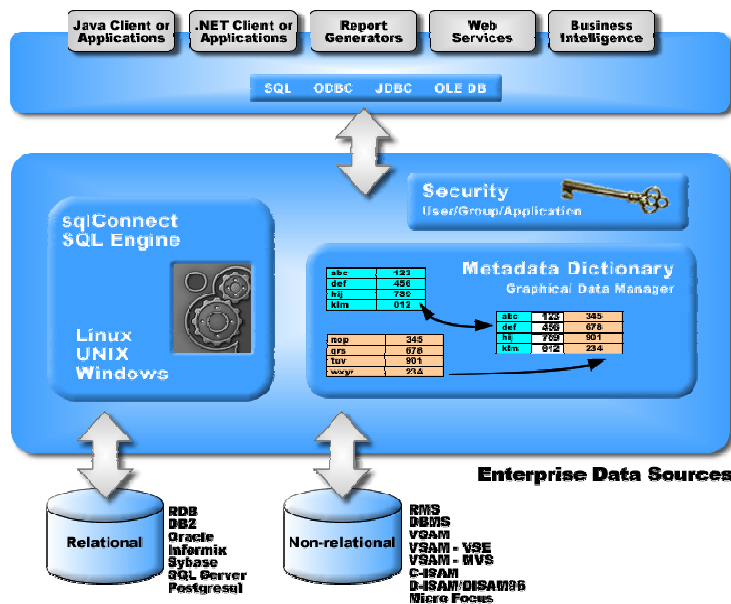 Java Client or
Applications
.NET Client or
Applications
Report
Generators
Web
Services
Business
Intelligence
SQL ODBC JDBC OLE DB
Security
User/Group/Application
sqlConnect
SQL Engine
Linux
UNIX
Windows
Metadata Dictionary
Graphical Data Manager
abc 123
def 456
hij 789
klm 012
nop 345
qrs 678
tuv 901
wxyz 234
abc 123 345
def 456 678
hij 789 901
klm 012 234
Enterprise Data Sources
Relational
RDB
DB2
Oracle
Informix
Sybase
SQL Server
Postgresql
Non-relational
RMS
DBMS
VSAM
VSAM - VSE
VSAM - MVS
C-ISAM
D-ISAM/DISAM96
Micro Focus